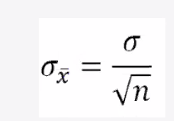 σ_x̄ = σ / √n